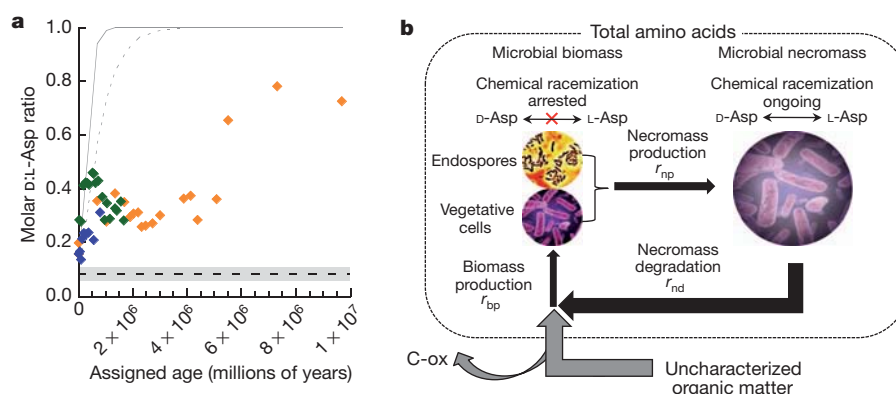 a
Molar D:L-Asp ratio
1.0
0.8
0.6
0.4
0.2
0.0
0
2 × 10⁶
4 × 10⁶
6 × 10⁶
8 × 10⁶
1 × 10⁷
Assigned age (millions of years)
b
Total amino acids
Microbial biomass
Chemical racemization
arrested
D-Asp
L-Asp
Endospores
Vegetative
cells
Biomass
production
r_bp
Necromass
production
r_np
Microbial necromass
Chemical racemization
ongoing
D-Asp
L-Asp
Necromass
degradation
r_nd
C-ox
Uncharacterized
organic matter